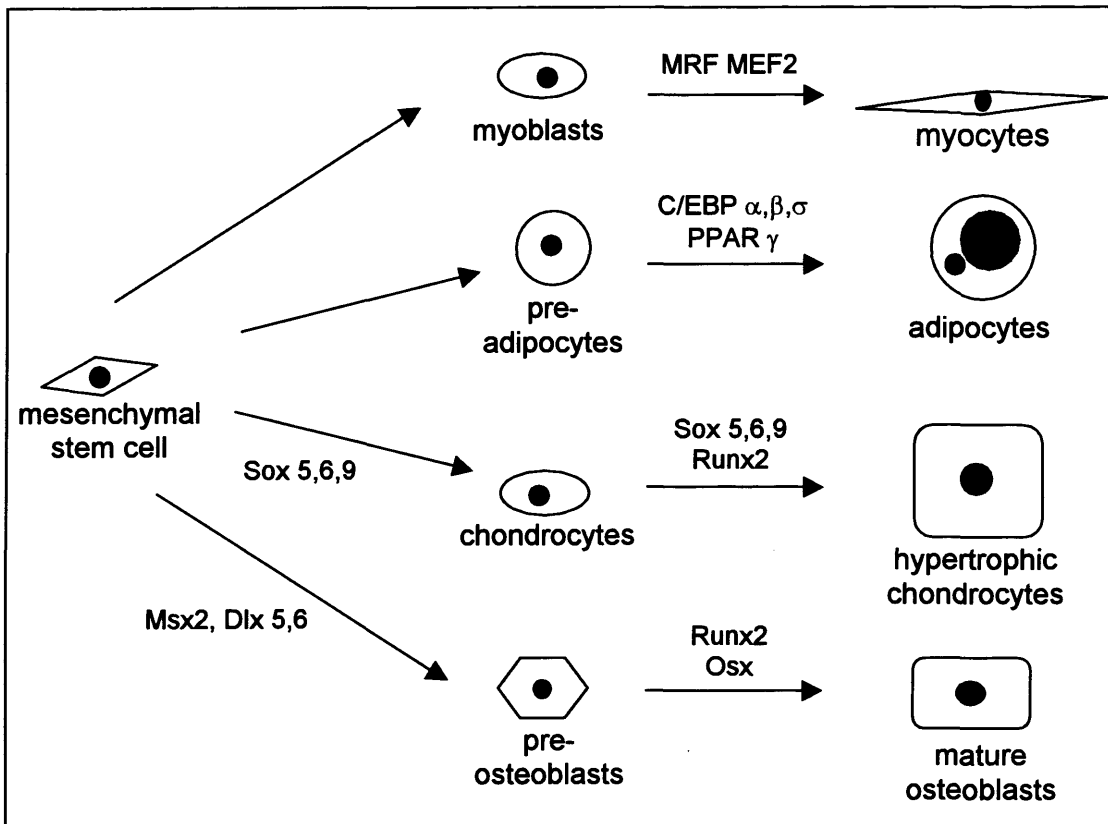 MRF MEF2
myoblasts
myocytes
C/EBP α,β,σ
PPAR γ
pre-
adipocytes
adipocytes
mesenchymal
stem cell
Sox 5,6,9
Sox 5,6,9
Runx2
chondrocytes
hypertrophic
chondrocytes
Msx2, Dlx 5,6
Runx2
Osx
pre-
osteoblasts
mature
osteoblasts